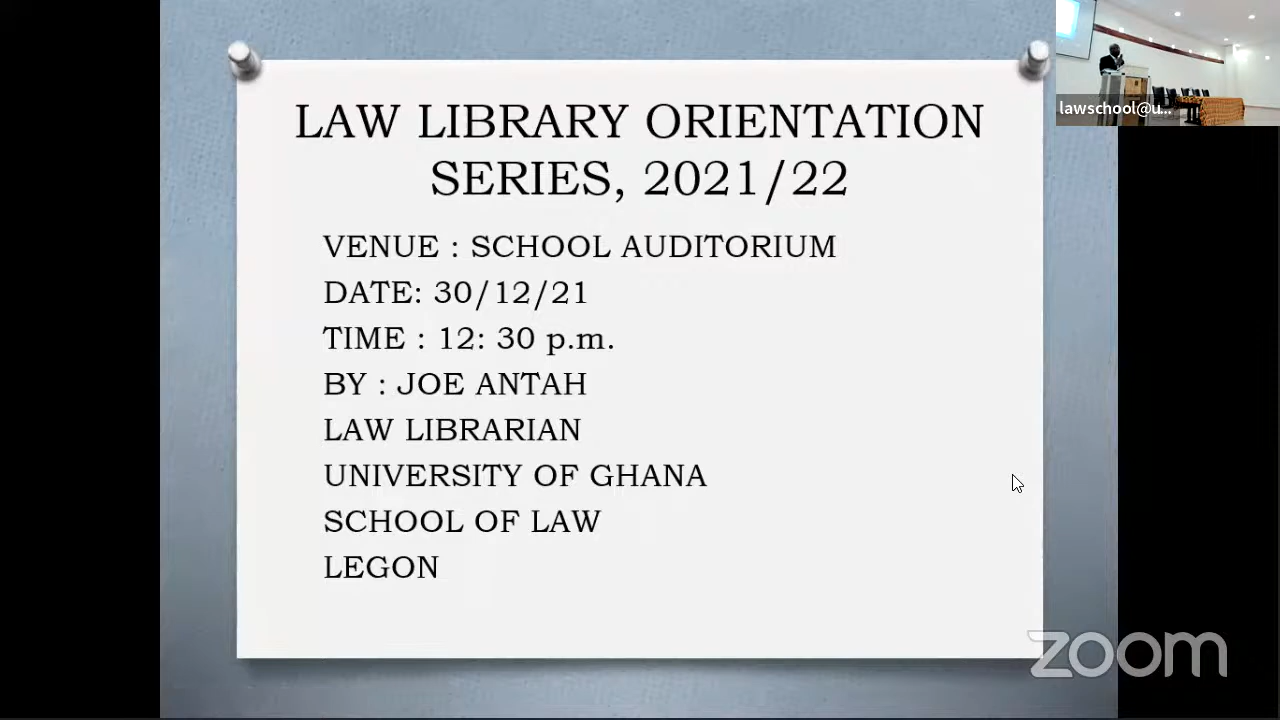 LAW LIBRARY ORIENTATION
SERIES, 2021/22
VENUE : SCHOOL AUDITORIUM
DATE: 30/12/21
TIME : 12: 30 p.m.
BY : JOE ANTAH
LAW LIBRARIAN
UNIVERSITY OF GHANA
SCHOOL OF LAW
LEGON
lawschool@u...
zoom